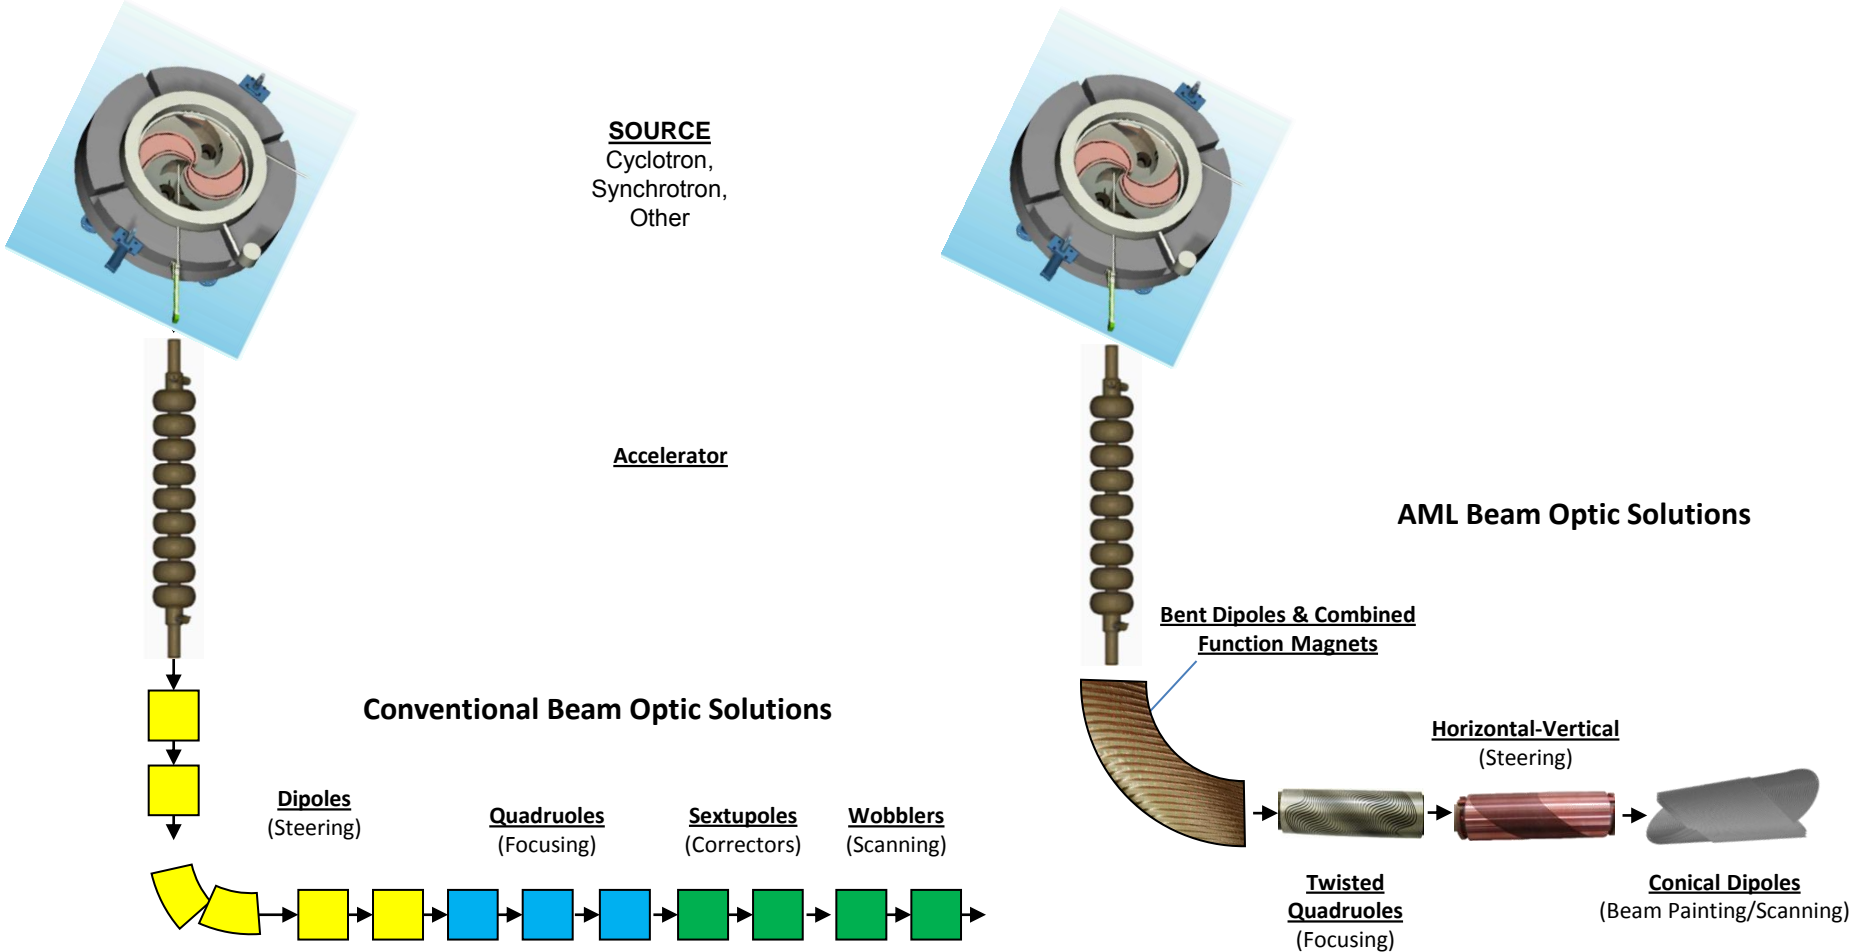 SOURCE
Cyclotron,
Synchrotron,
Other
Accelerator
AML Beam Optic Solutions
Bent Dipoles & Combined
Function Magnets
Conventional Beam Optic Solutions
Horizontal-Vertical
(Steering)
Dipoles
(Steering)
Quadruoles
(Focusing)
Sextupoles
(Correctors)
Wobblers
(Scanning)
Twisted
Quadruoles
(Focusing)
Conical Dipoles
(Beam Painting/Scanning)